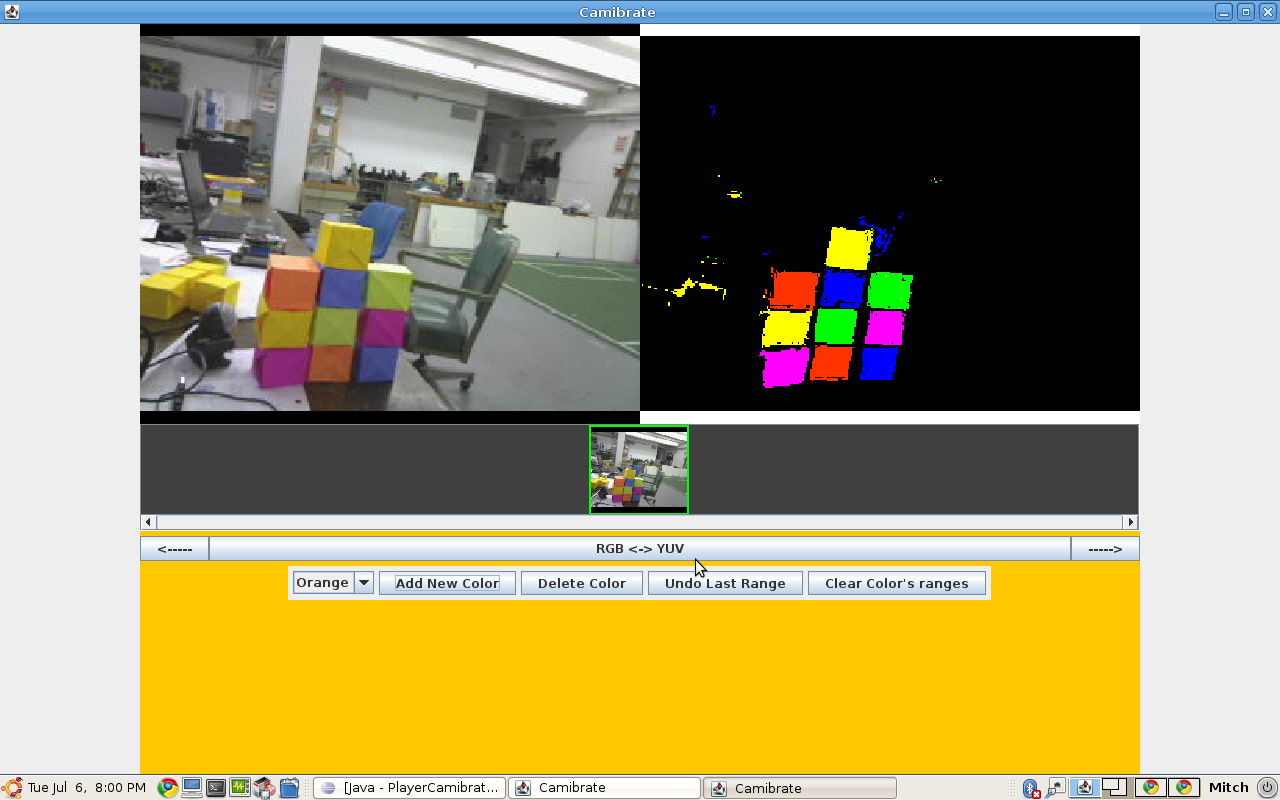 Camibrate
<-----
RGB <-> YUV
----->
Orange
Add New Color
Delete Color
Undo Last Range
Clear Color's ranges
Tue Jul 6, 8:00 PM
[Java - PlayerCamibrat...
Camibrate
Camibrate
Mitch